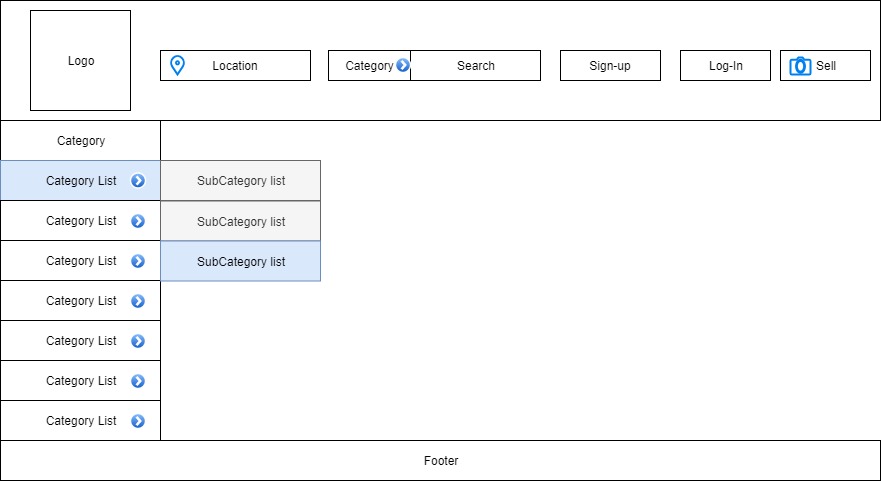 Logo
Location
Category
Search
Sign-up
Log-In
Sell
Category
Category List
SubCategory list
Category List
SubCategory list
Category List
SubCategory list
Category List
Category List
Category List
Category List
Footer